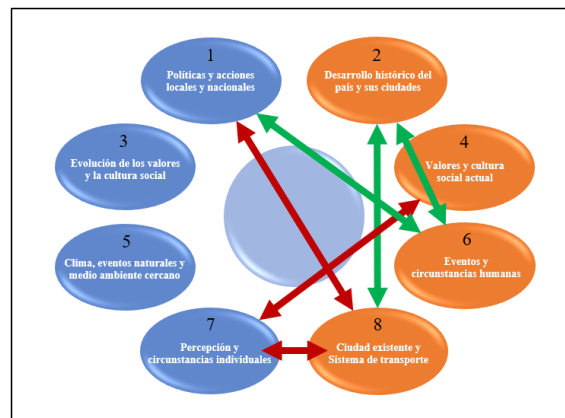 1
Políticas y acciones
locales y nacionales
2
Desarrollo histórico del
país y sus ciudades
3
Evolución de los valores
y la cultura social
4
Valores y cultura
social actual
5
Clima, eventos naturales y
medio ambiente cercano
6
Eventos y
circunstancias humanas
7
Percepción y
circunstancias individuales
8
Ciudad existente y
Sistema de transporte